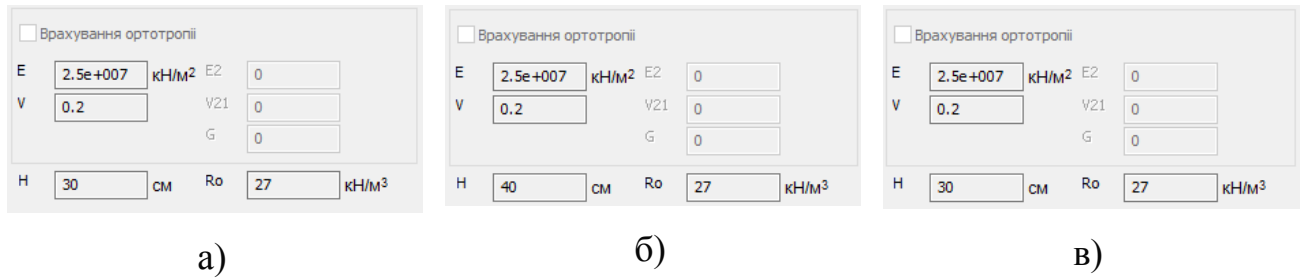 Врахування ортотропії
E 2.5e+007 кН/м2 E2 0
V 0.2 V21 0
G 0
H 30 см Ro 27 кН/м3
а)
Врахування ортотропії
E 2.5e+007 кН/м2 E2 0
V 0.2 V21 0
G 0
H 40 см Ro 27 кН/м3
б)
Врахування ортотропії
E 2.5e+007 кН/м2 E2 0
V 0.2 V21 0
G 0
H 30 см Ro 27 кН/м3
в)